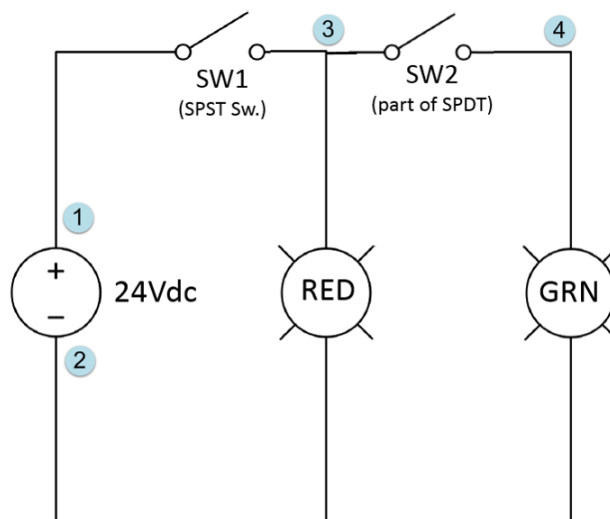 3
4
SW1
(SPST Sw.)
SW2
(part of SPDT)
1
+
24Vdc
−
RED
GRN
2